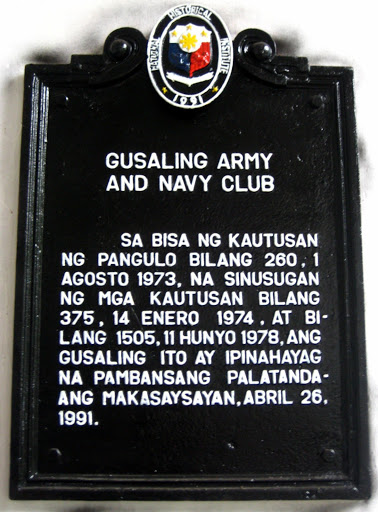 NATIONAL HISTORICAL INSTITUTE
1991
GUSALING ARMY
AND NAVY CLUB
SA BISA NG KAUTUSAN
NG PANGULO BILANG 260, 1
AGOSTO 1973, NA SINUSUGAN
NG MGA KAUTUSAN BILANG
375, 14 ENERO 1974, AT BI-
LANG 1505, 11 HUNYO 1978, ANG
GUSALING ITO AY IPINAHAYAG
NA PAMBANSANG PALATANDA-
ANG MAKASAYSAYAN, ABRIL 26,
1991.